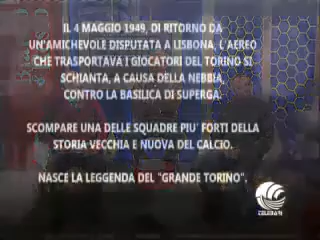 IL 4 MAGGIO 1949, DI RITORNO DA
UN'AMICHEVOLE DISPUTATA A LISBONA, L'AEREO
CHE TRASPORTAVA I GIOCATORI DEL TORINO SI
SCHIANTA, A CAUSA DELLA NEBBIA,
CONTRO LA BASILICA DI SUPERGA.
SCOMPARE UNA DELLE SQUADRE PIU' FORTI DELLA
STORIA VECCHIA E NUOVA DEL CALCIO.
NASCE LA LEGGENDA DEL "GRANDE TORINO".